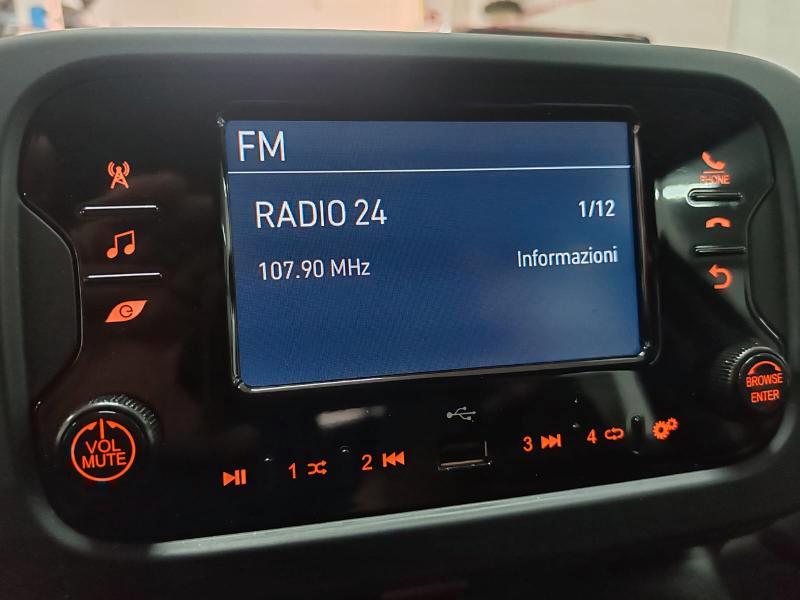 FM
RADIO 24
1/12
107.90 MHz
Informazioni
PHONE
VOL
MUTE
BROWSE
ENTER
1
2
3
4